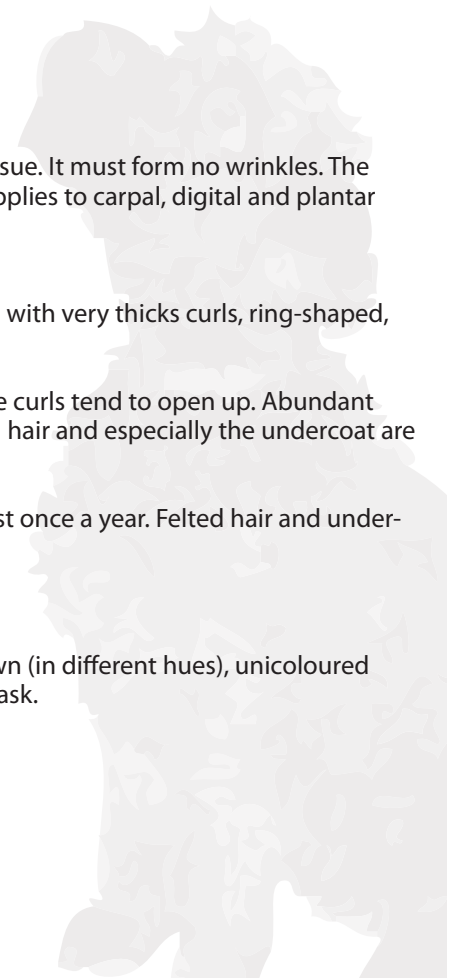 sue. It must form no wrinkles. The
pplies to carpal, digital and plantar
with very thicks curls, ring-shaped,
e curls tend to open up. Abundant
hair and especially the undercoat are
st once a year. Felted hair and under-
wn (in different hues), unicoloured
ask.